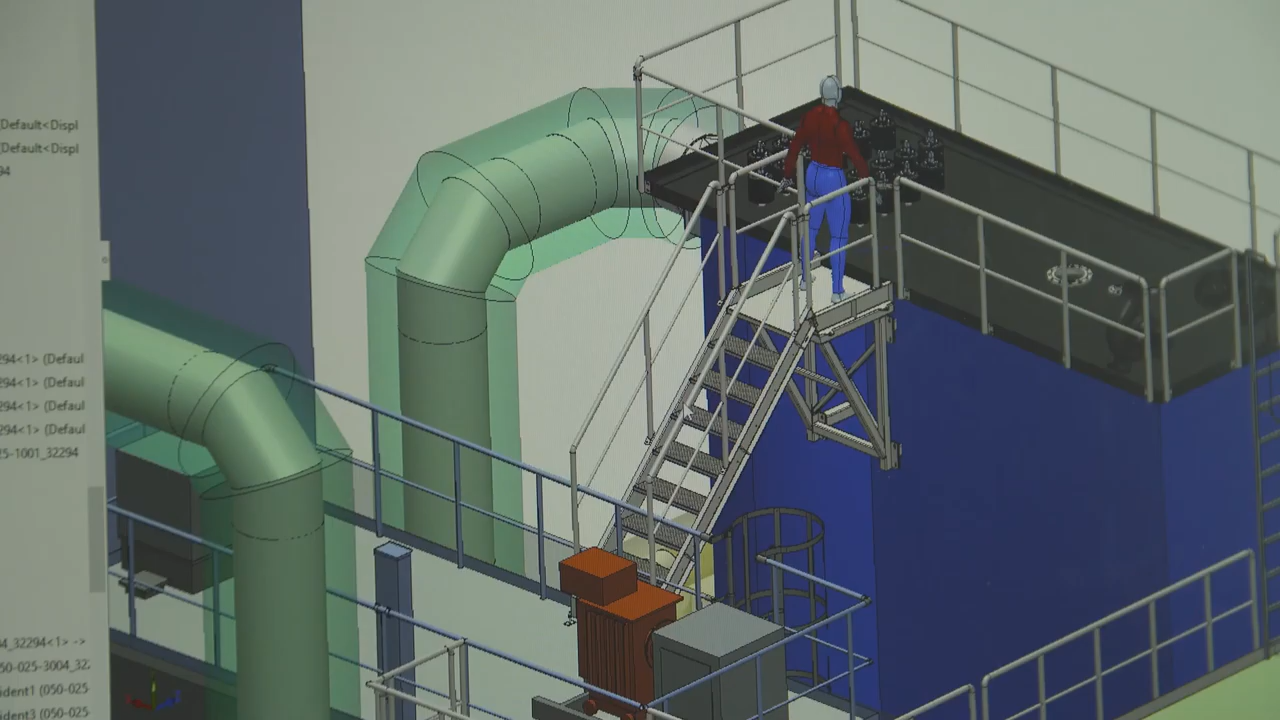 (Default<Displ
(Default<Displ
94
294<1> (Defaul
294<1> (Defaul
294<1> (Defaul
294<1> (Defaul
25-1001_32294
4_32294<1> ->
50-025-3004_32
ident1 (050-025
ident3 (050-025